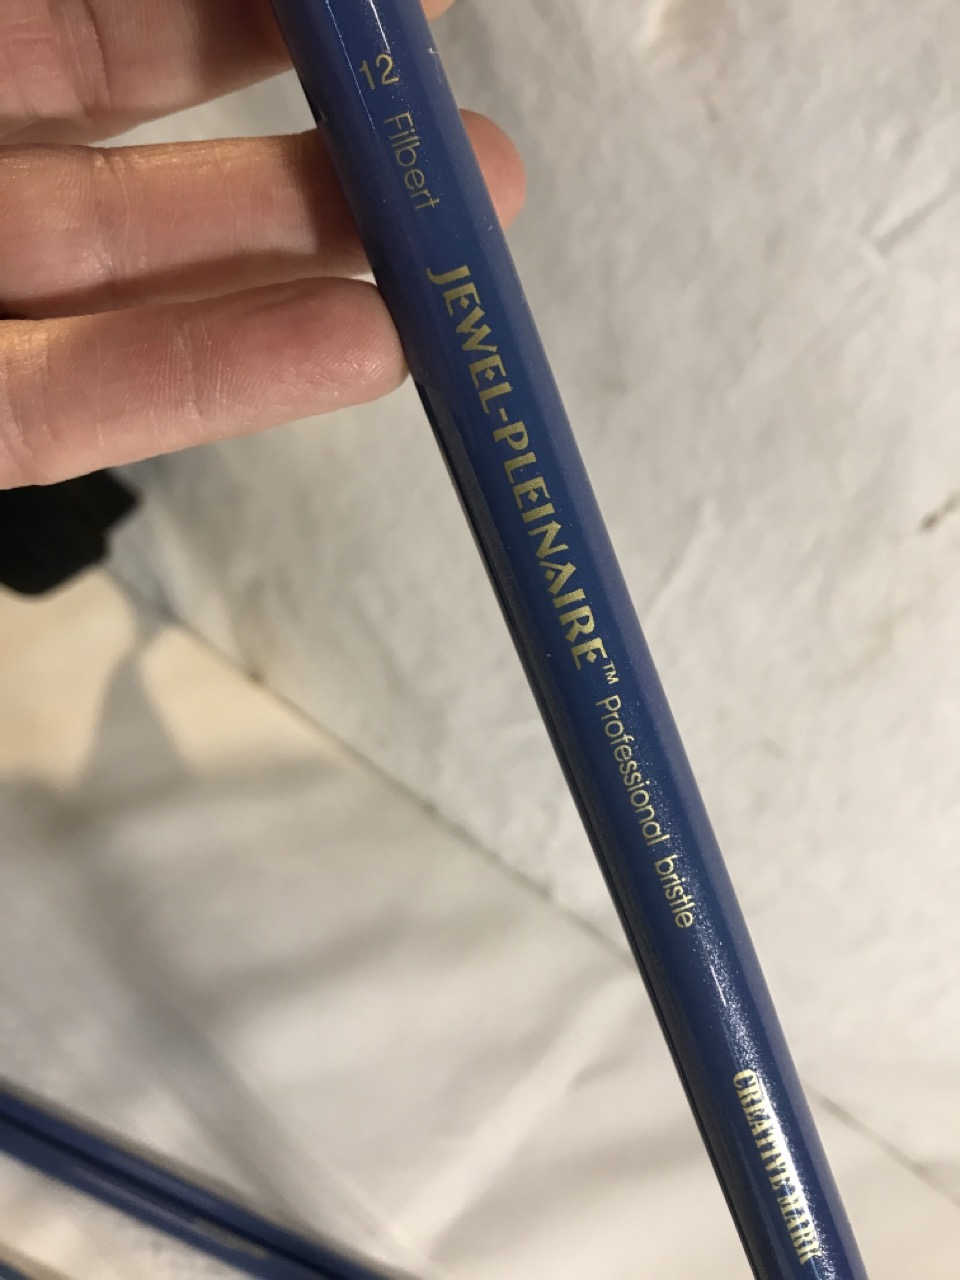 12 Filbert JEWEL-PLEINAIRE™ Professional bristle CREATIVE MARK